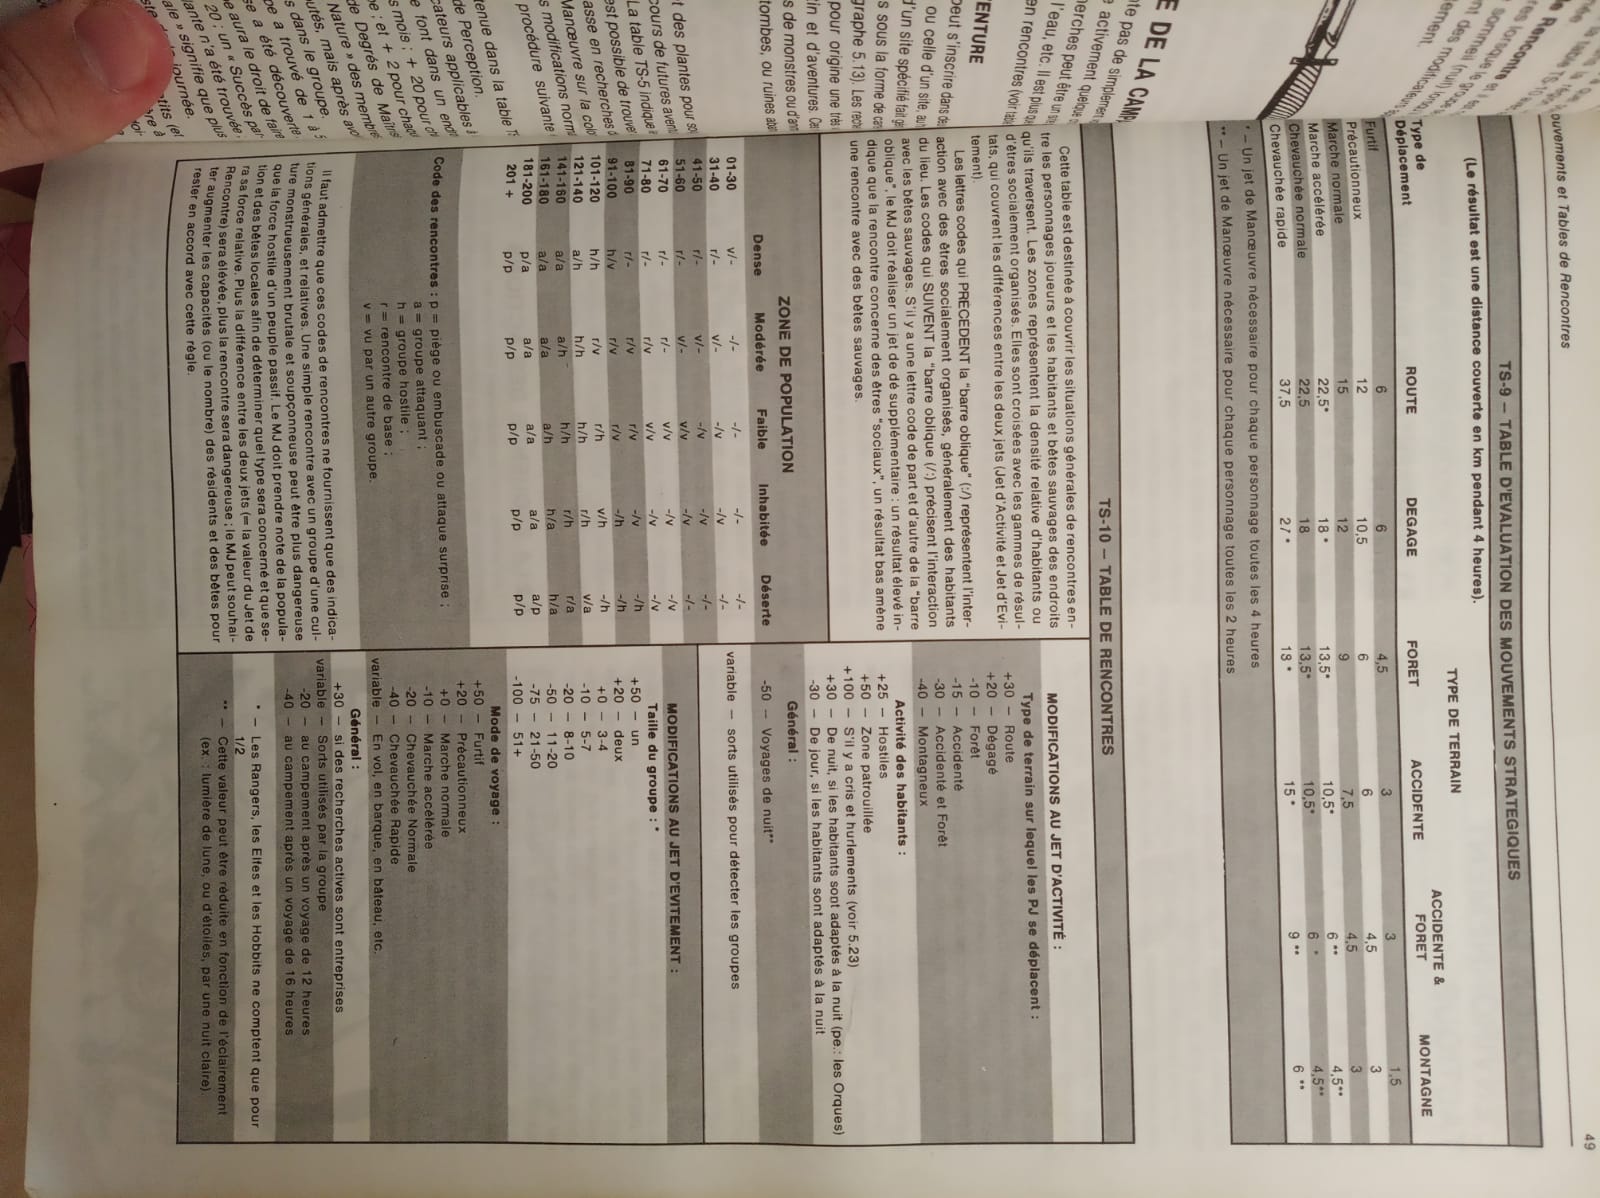 49
ouvements et Tables de Rencontres
TS-9 – TABLE D'EVALUATION DES MOUVEMENTS STRATEGIQUES
(Le résultat est une distance couverte en km pendant 4 heures).
TYPE DE TERRAIN
Type de Déplacement ROUTE DEGAGE FORET ACCIDENTE ACCIDENTE & FORET MONTAGNE
Furtif 6 6 4,5 3 3 1,5
Précautionneux 12 10,5 6 6 4,5 3
Marche normale 15 12 9 7,5 4,5 3
Marche accélérée 22,5* 18 * 13,5* 10,5* 6 ** 4,5**
Chevauchée normale 22,5 18 13,5* 10,5* 6 * 4,5**
Chevauchée rapide 37,5 27 * 18 * 15 * 9 ** 6 **
* – Un jet de Manœuvre nécessaire pour chaque personnage toutes les 4 heures
** – Un jet de Manœuvre nécessaire pour chaque personnage toutes les 2 heures
TS-10 – TABLE DE RENCONTRES
Cette table est destinée à couvrir les situations générales de rencontres en-
tre les personnages joueurs et les habitants et bêtes sauvages des endroits
qu'ils traversent. Les zones représentent la densité relative d'habitants ou
d'êtres socialement organisés. Elles sont croisées avec les gammes de résul-
tats, qui couvrent les différences entre les deux jets (Jet d'Activité et Jet d'Evi-
tement).
Les lettres codes qui PRÉCÈDENT la "barre oblique" (:/) représentent l'inter-
action avec des êtres socialement organisés, généralement des habitants
du lieu. Les codes qui SUIVENT la "barre oblique (/:) précisent l'interaction
avec les bêtes sauvages. S'il y a une lettre code de part et d'autre de la "barre
oblique", le MJ doit réaliser un jet de dé supplémentaire : un résultat élevé in-
dique que la rencontre concerne des êtres "sociaux", un résultat bas amène
une rencontre avec des bêtes sauvages.
ZONE DE POPULATION
Dense Modérée Faible Inhabitée Déserte
01-30 v/- -/- -/- -/- -/-
31-40 r/- v/- -/v -/v -/-
41-50 r/- v/- -/v -/v -/-
51-60 r/- v/- v/v -/v -/-
61-70 r/- r/- v/v -/v -/v
71-80 r/- r/v v/v -/v -/v
81-90 r/- r/v r/v -/v -/h
91-100 h/v r/v r/v -/h -/h
101-120 h/h r/v r/h v/h -/h
121-140 a/h h/h h/h r/h v/a
141-160 a/a a/h h/h r/h r/a
161-180 a/a a/a a/h h/a h/a
181-200 p/a a/a a/a a/a a/p
201 + p/p p/p p/p p/p p/p
Code des rencontres : p = piège ou embuscade ou attaque surprise ;
a = groupe attaquant ;
h = groupe hostile ;
r = rencontre de base ;
v = vu par un autre groupe.
Il faut admettre que ces codes de rencontres ne fournissent que des indica-
tions générales, et relatives. Une simple rencontre avec un groupe d'une cul-
ture monstrueusement brutale et soupçonneuse peut être plus dangereuse
que la force hostile d'un peuple passif. Le MJ doit prendre note de la popula-
tion et des bêtes locales afin de déterminer quel type sera concerné et que se-
ra sa force relative. Plus la différence entre les deux jets (= la valeur du Jet de
Rencontre) sera élevée, plus la rencontre sera dangereuse ; le MJ peut souhai-
ter augmenter les capacités (ou le nombre) des résidents et des bêtes pour
rester en accord avec cette règle.
MODIFICATIONS AU JET D'ACTIVITÉ :
Type de terrain sur lequel les PJ se déplacent :
+30 – Route
+20 – Dégagé
-10 – Forêt
-15 – Accidenté
-30 – Accidenté et Forêt
-40 – Montagneux
Activité des habitants :
+25 – Hostiles
+50 – Zone patrouillée
+100 – S'il y a cris et hurlements (voir 5.23)
+30 – De nuit, si les habitants sont adaptés à la nuit (pe.: les Orques)
-30 – De jour, si les habitants sont adaptés à la nuit
Général :
-50 – Voyages de nuit**
variable – sorts utilisés pour détecter les groupes
MODIFICATIONS AU JET D'EVITEMENT :
Taille du groupe : *
+50 – un
+20 – deux
+0 – 3-4
-10 – 5-7
-20 – 8-10
-50 – 11-20
-75 – 21-50
-100 – 51+
Mode de voyage :
+50 – Furtif
+20 – Précautionneux
+0 – Marche normale
-10 – Marche accélérée
-20 – Chevauchée Normale
-40 – Chevauchée Rapide
variable – En vol, en barque, en bâteau, etc.
Général :
+30 – si des recherches actives sont entreprises
variable – Sorts utilisés par la groupe
-20 – au campement après un voyage de 12 heures
-40 – au campement après un voyage de 16 heures
* – Les Rangers, les Elfes et les Hobbits ne comptent que pour
1/2
** – Cette valeur peut être réduite en fonction de l'éclairement
(ex. : lumière de lune, ou d'étoiles, par une nuit claire).